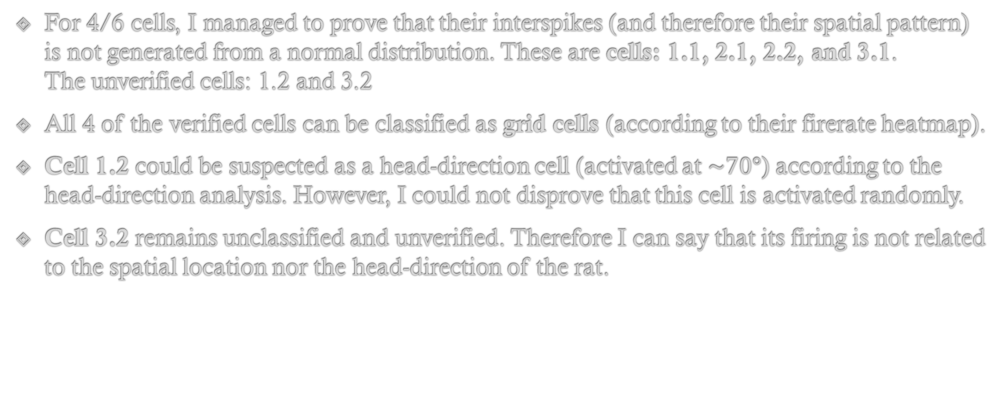 For 4/6 cells, I managed to prove that their interspikes (and therefore their spatial pattern)
is not generated from a normal distribution. These are cells: 1.1, 2.1, 2.2, and 3.1.
The unverified cells: 1.2 and 3.2
All 4 of the verified cells can be classified as grid cells (according to their firerate heatmap).
Cell 1.2 could be suspected as a head-direction cell (activated at ~70°) according to the
head-direction analysis. However, I could not disprove that this cell is activated randomly.
Cell 3.2 remains unclassified and unverified. Therefore I can say that its firing is not related
to the spatial location nor the head-direction of the rat.